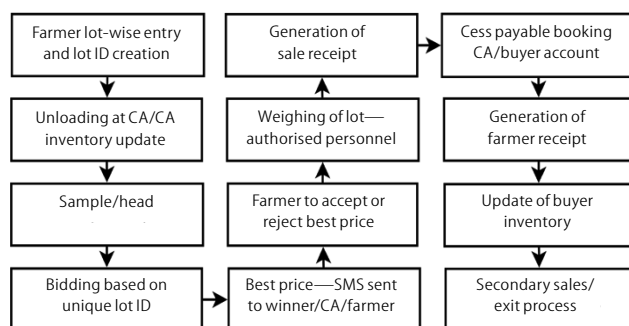 Farmer lot-wise entry
and lot ID creation
Unloading at CA/CA
inventory update
Sample/head
Bidding based on
unique lot ID
Best price—SMS sent
to winner/CA/farmer
Farmer to accept or
reject best price
Weighing of lot—
authorised personnel
Generation of
sale receipt
Cess payable booking
CA/buyer account
Generation of
farmer receipt
Update of buyer
inventory
Secondary sales/
exit process